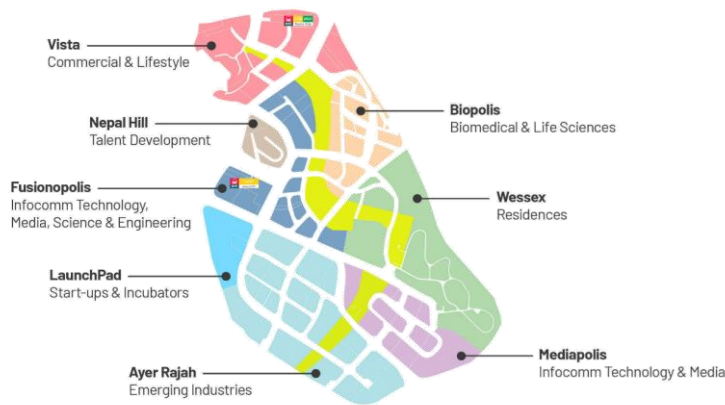 Vista
Commercial & Lifestyle
Nepal Hill
Talent Development
Biopolis
Biomedical & Life Sciences
Fusionopolis
Infocomm Technology,
Media, Science & Engineering
Wessex
Residences
LaunchPad
Start-ups & Incubators
Mediapolis
Infocomm Technology & Media
Ayer Rajah
Emerging Industries